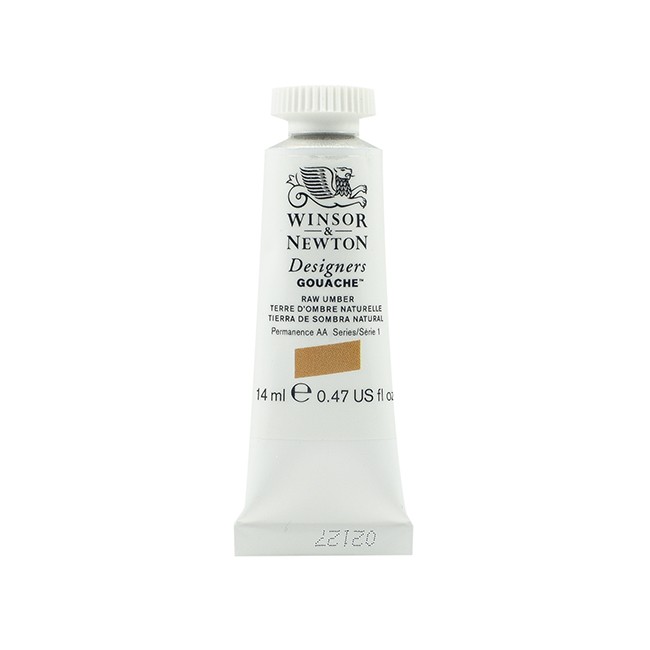 WINSOR
&
NEWTON
Designers
GOUACHE™
RAW UMBER
TERRE D'OMBRE NATURELLE
TIERRA DE SOMBRA NATURAL
Permanence AA Series/Série 1
14 ml ℮ 0.47 US fl oz
02127